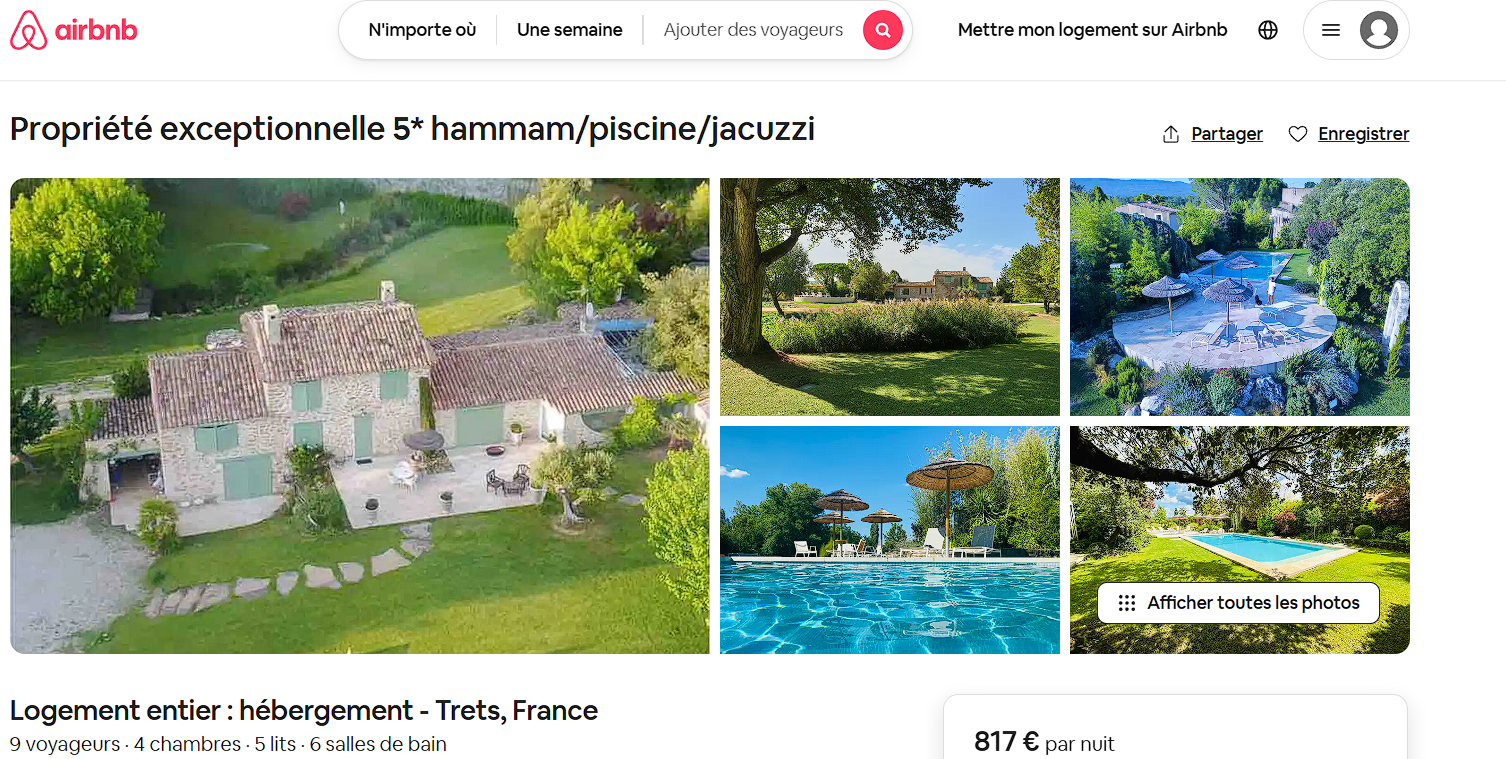 airbnb
N'importe où
Une semaine
Ajouter des voyageurs
Mettre mon logement sur Airbnb
Propriété exceptionnelle 5* hammam/piscine/jacuzzi
Partager
Enregistrer
Afficher toutes les photos
Logement entier : hébergement - Trets, France
9 voyageurs · 4 chambres · 5 lits · 6 salles de bain
817 € par nuit